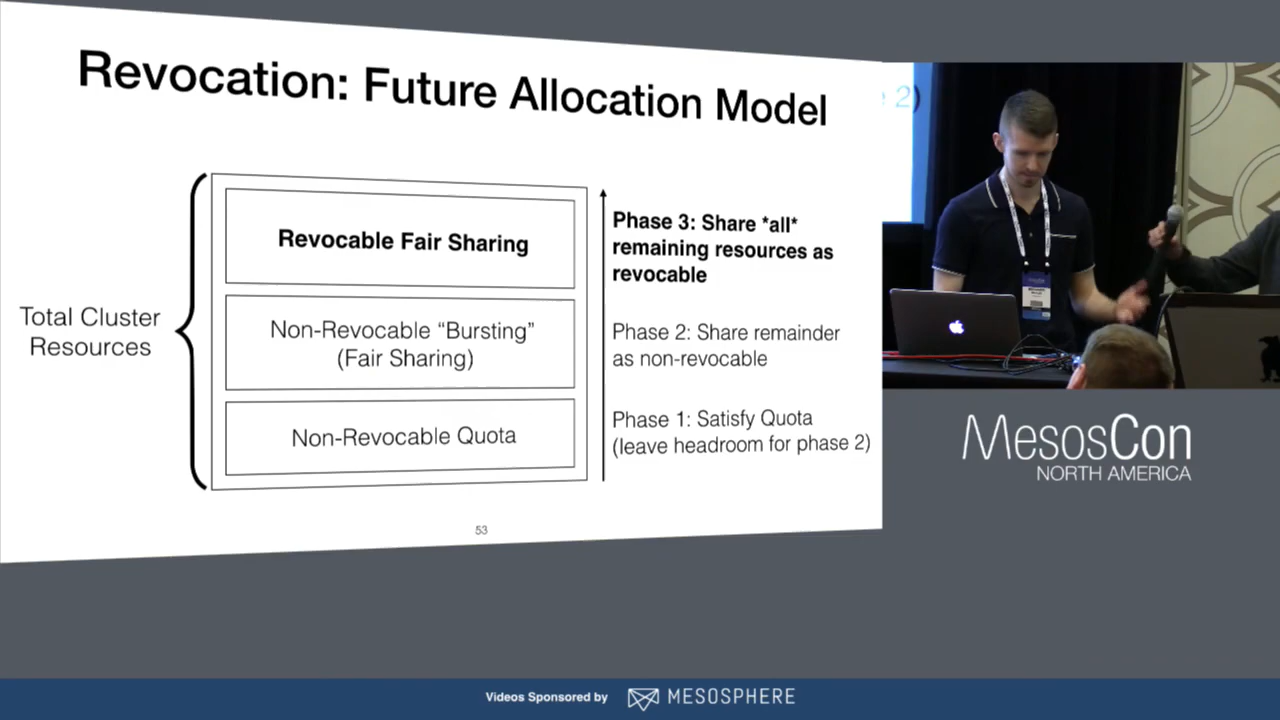 Revocation: Future Allocation Model
2)
Total Cluster
Resources
Revocable Fair Sharing
Non-Revocable “Bursting”
(Fair Sharing)
Non-Revocable Quota
Phase 3: Share *all*
remaining resources as
revocable
Phase 2: Share remainder
as non-revocable
Phase 1: Satisfy Quota
(leave headroom for phase 2)
53
MesosCon
NORTH AMERICA
Videos Sponsored by
MESOSPHERE